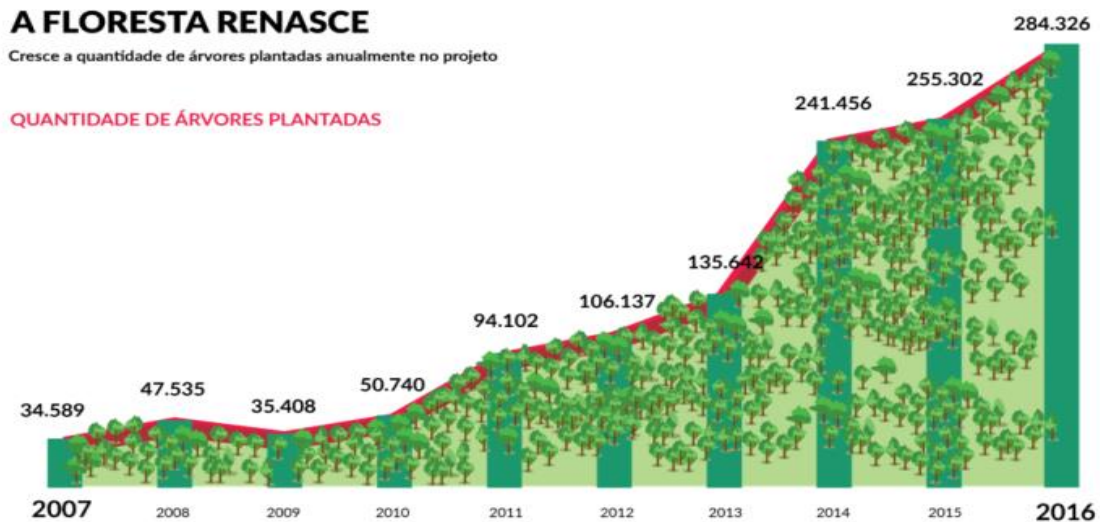 A FLORESTA RENASCE
Cresce a quantidade de árvores plantadas anualmente no projeto
QUANTIDADE DE ÁRVORES PLANTADAS
34.589
47.535
35.408
50.740
94.102
106.137
135.642
241.456
255.302
284.326
2007 2008 2009 2010 2011 2012 2013 2014 2015 2016